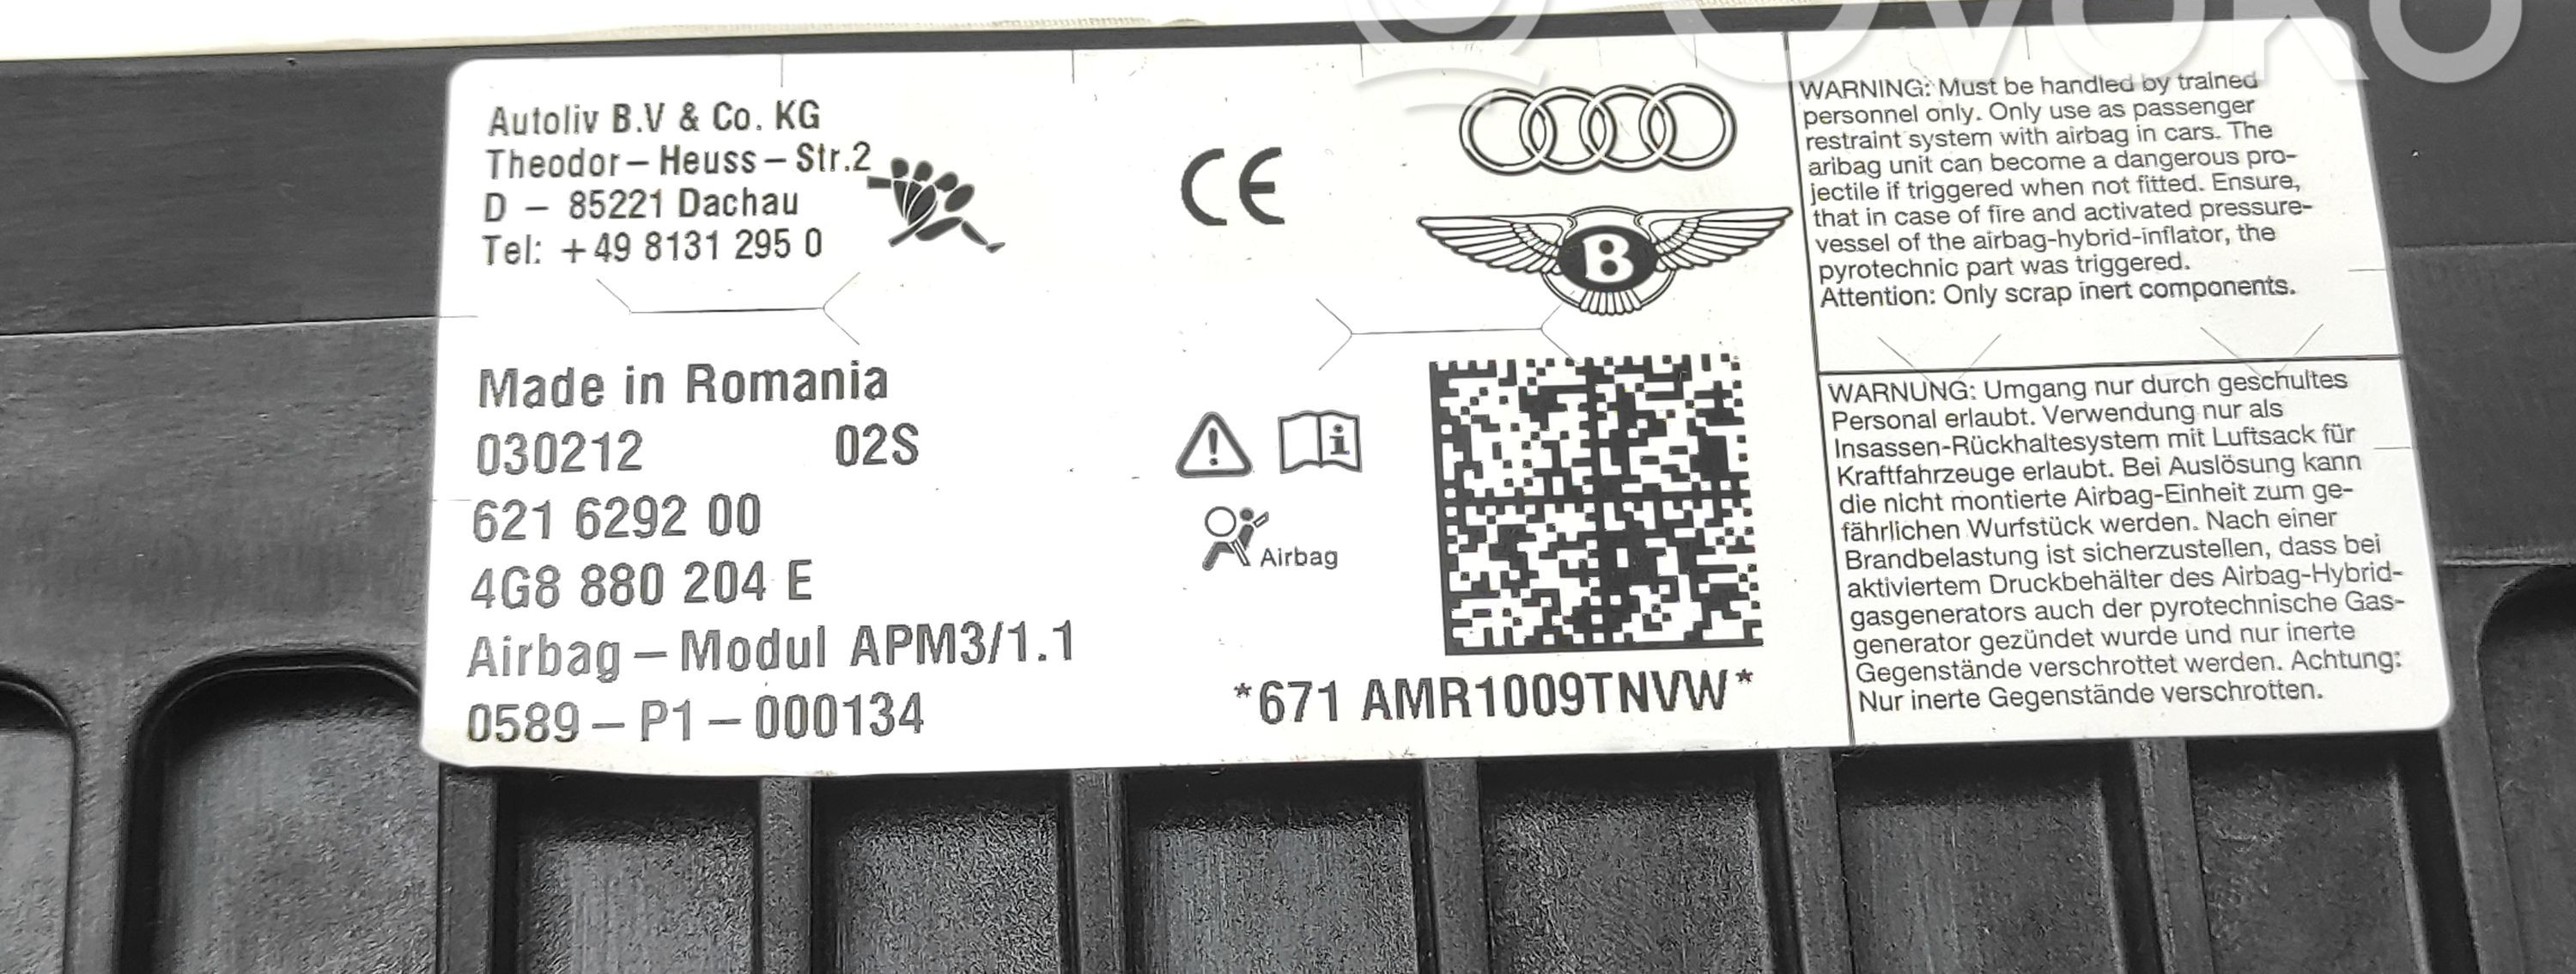 Autoliv B.V & Co. KG
Theodor – Heuss – Str.2
D – 85221 Dachau
Tel: +49 8131 295 0
CE
B
Made in Romania
030212 02S
621 6292 00
4G8 880 204 E
Airbag – Modul APM3/1.1
0589 – P1 – 000134
Airbag
*671 AMR1009TNVW*
WARNING: Must be handled by trained
personnel only. Only use as passenger
restraint system with airbag in cars. The
aribag unit can become a dangerous pro-
jectile if triggered when not fitted. Ensure,
that in case of fire and activated pressure-
vessel of the airbag-hybrid-inflator, the
pyrotechnic part was triggered.
Attention: Only scrap inert components.
WARNUNG: Umgang nur durch geschultes
Personal erlaubt. Verwendung nur als
Insassen-Rückhaltesystem mit Luftsack für
Kraftfahrzeuge erlaubt. Bei Auslösung kann
die nicht montierte Airbag-Einheit zum ge-
fährlichen Wurfstück werden. Nach einer
Brandbelastung ist sicherzustellen, dass bei
aktiviertem Druckbehälter des Airbag-Hybrid-
gasgenerators auch der pyrotechnische Gas-
generator gezündet wurde und nur inerte
Gegenstände verschrottet werden. Achtung:
Nur inerte Gegenstände verschrotten.
Ovoko